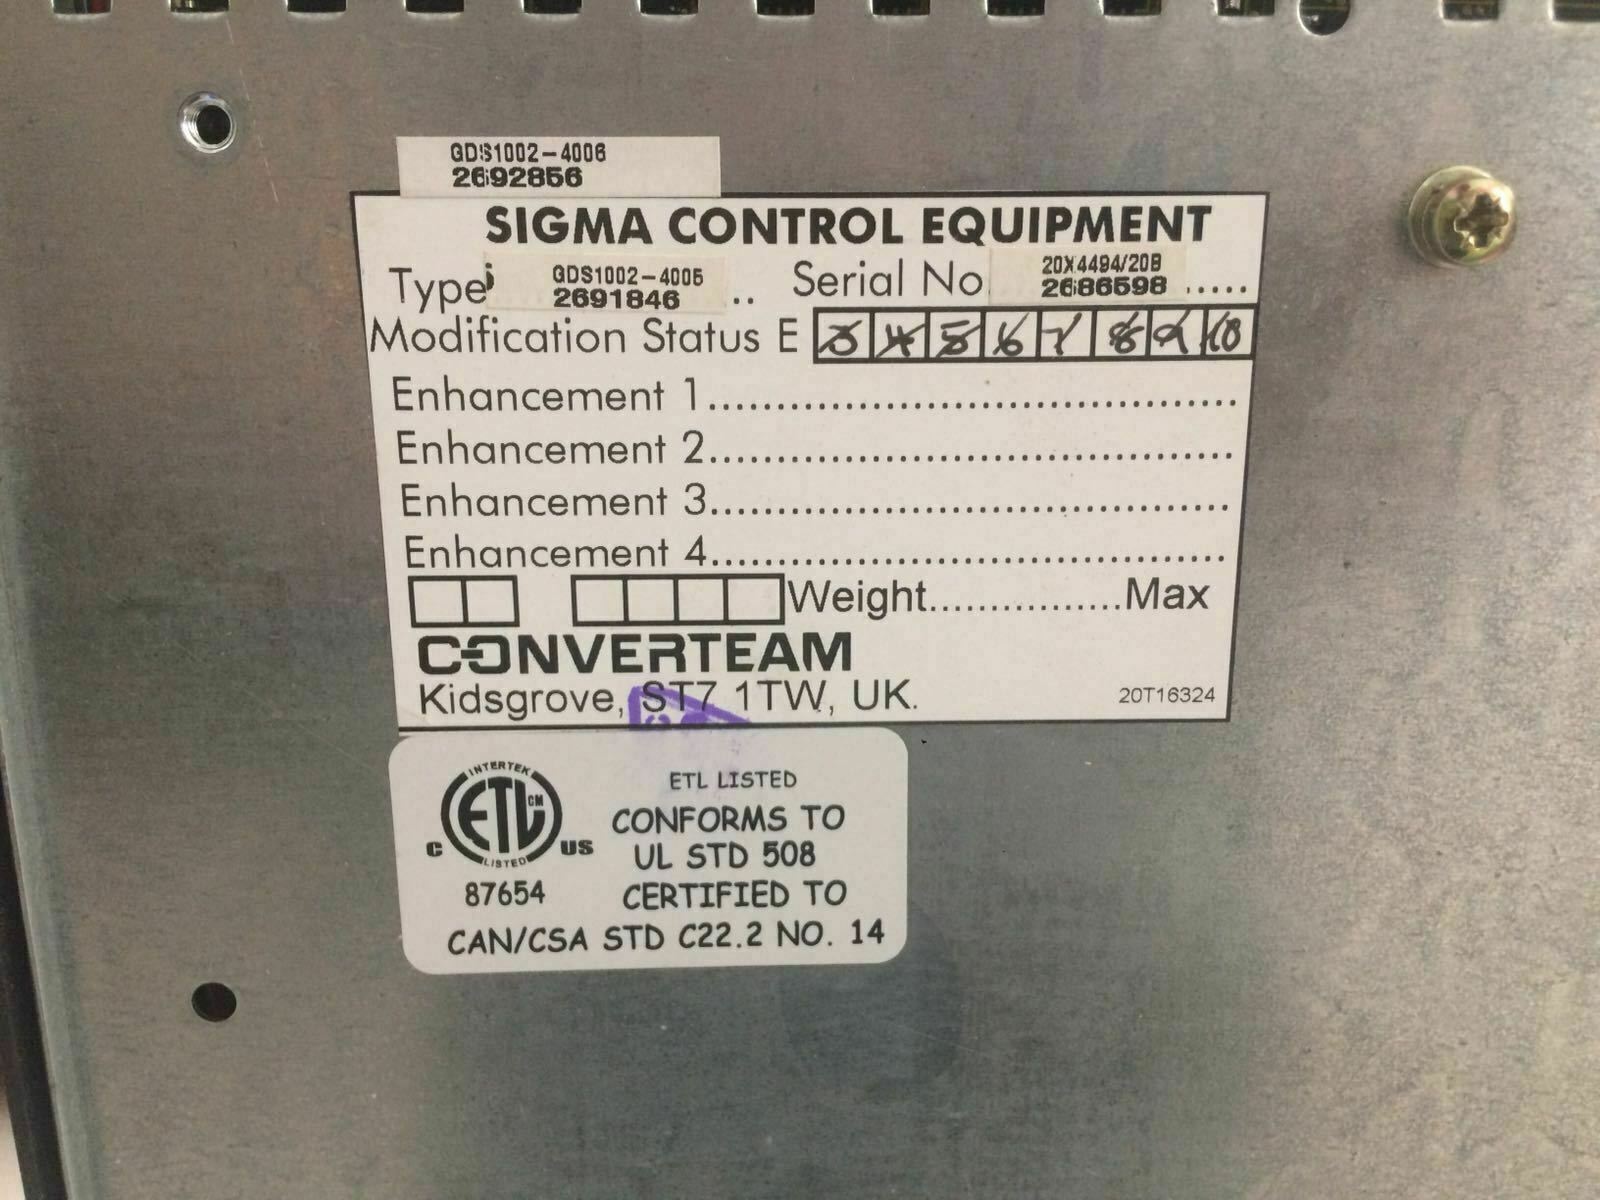 GDS1002-4006
2692856
SIGMA CONTROL EQUIPMENT
Type GDS1002-4005 2691846 .. Serial No 20X4494/20B 2686598 .....
Modification Status E 3 4 5 6 7 8 9 10
Enhancement 1........................................
Enhancement 2.......................................
Enhancement 3.......................................
Enhancement 4.......................................
Weight................Max
CONVERTEAM
Kidsgrove, ST7 1TW, UK.
20T16324
INTERTEK
ETL CM
LISTED
C US
87654
ETL LISTED
CONFORMS TO
UL STD 508
CERTIFIED TO
CAN/CSA STD C22.2 NO. 14